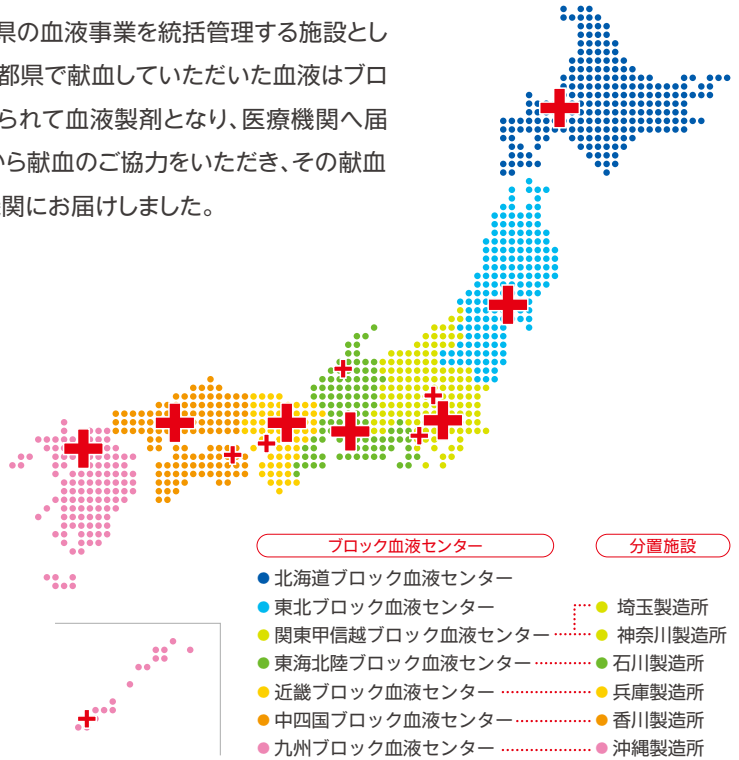 県の血液事業を統括管理する施設とし
都県で献血していただいた血液はブロ
られて血液製剤となり、医療機関へ届
から献血のご協力をいただき、その献血
関にお届けしました。
ブロック血液センター 分置施設
北海道ブロック血液センター
東北ブロック血液センター 埼玉製造所
関東甲信越ブロック血液センター 神奈川製造所
東海北陸ブロック血液センター 石川製造所
近畿ブロック血液センター 兵庫製造所
中四国ブロック血液センター 香川製造所
九州ブロック血液センター 沖縄製造所